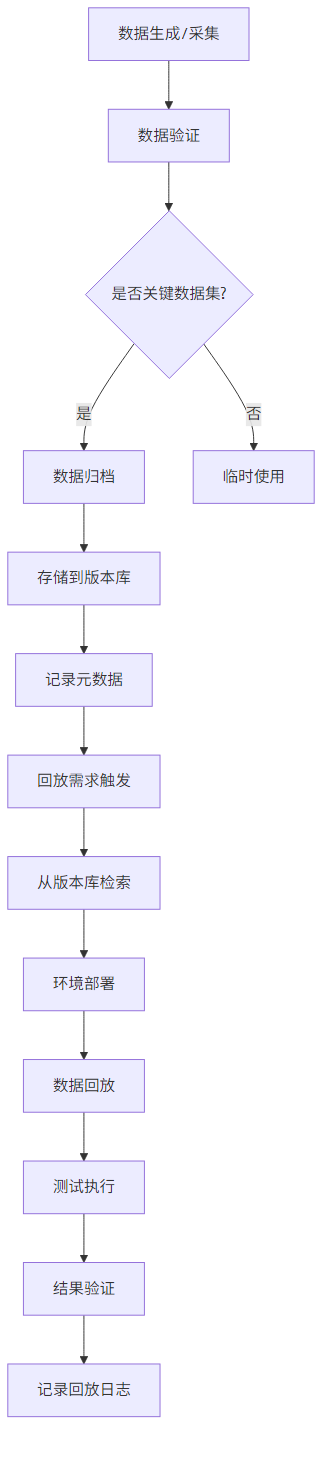 数据生成/采集
数据验证
是否关键数据集?
是
否
数据归档
临时使用
存储到版本库
记录元数据
回放需求触发
从版本库检索
环境部署
数据回放
测试执行
结果验证
记录回放日志